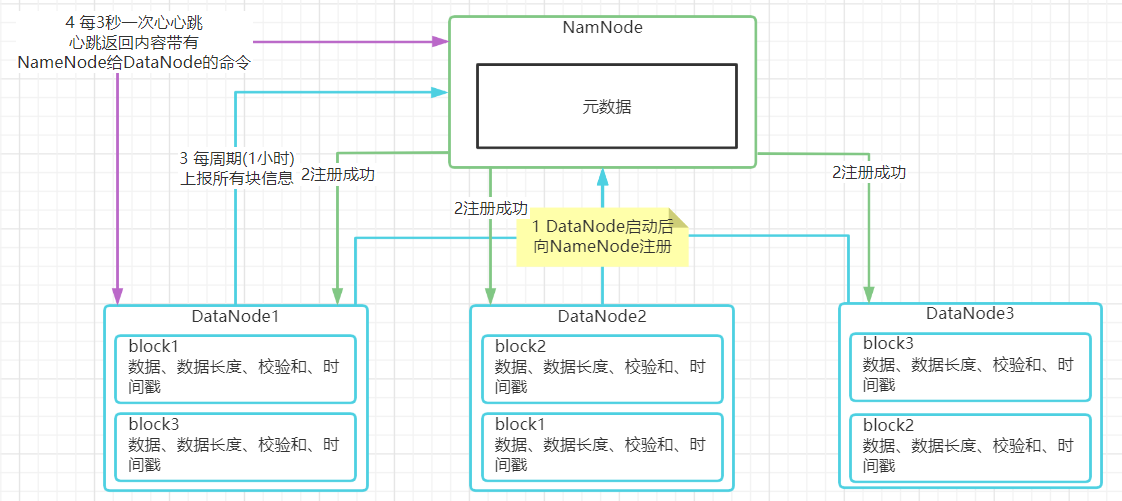 4 每3秒一次心心跳
心跳返回内容带有
NameNode给DataNode的命令
NamNode
元数据
3 每周期(1小时)
上报所有块信息
2注册成功
2注册成功
2注册成功
1 DataNode启动后
向NameNode注册
DataNode1
block1
数据、数据长度、校验和、时
间戳
block3
数据、数据长度、校验和、时
间戳
DataNode2
block2
数据、数据长度、校验和、时
间戳
block1
数据、数据长度、校验和、时
间戳
DataNode3
block3
数据、数据长度、校验和、时
间戳
block2
数据、数据长度、校验和、时
间戳